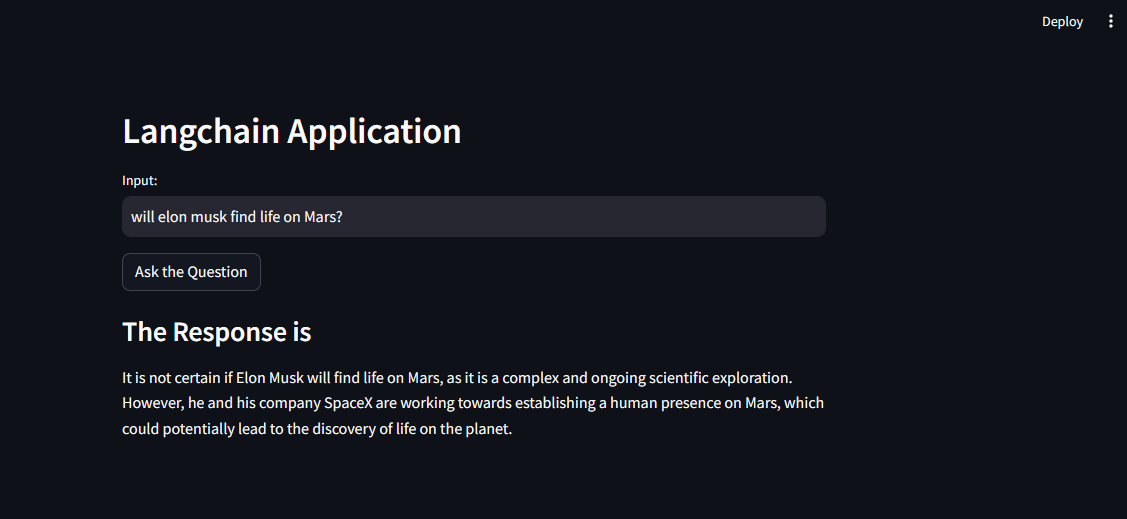 Deploy
Langchain Application
Input:
will elon musk find life on Mars?
Ask the Question
The Response is
It is not certain if Elon Musk will find life on Mars, as it is a complex and ongoing scientific exploration.
However, he and his company SpaceX are working towards establishing a human presence on Mars, which
could potentially lead to the discovery of life on the planet.